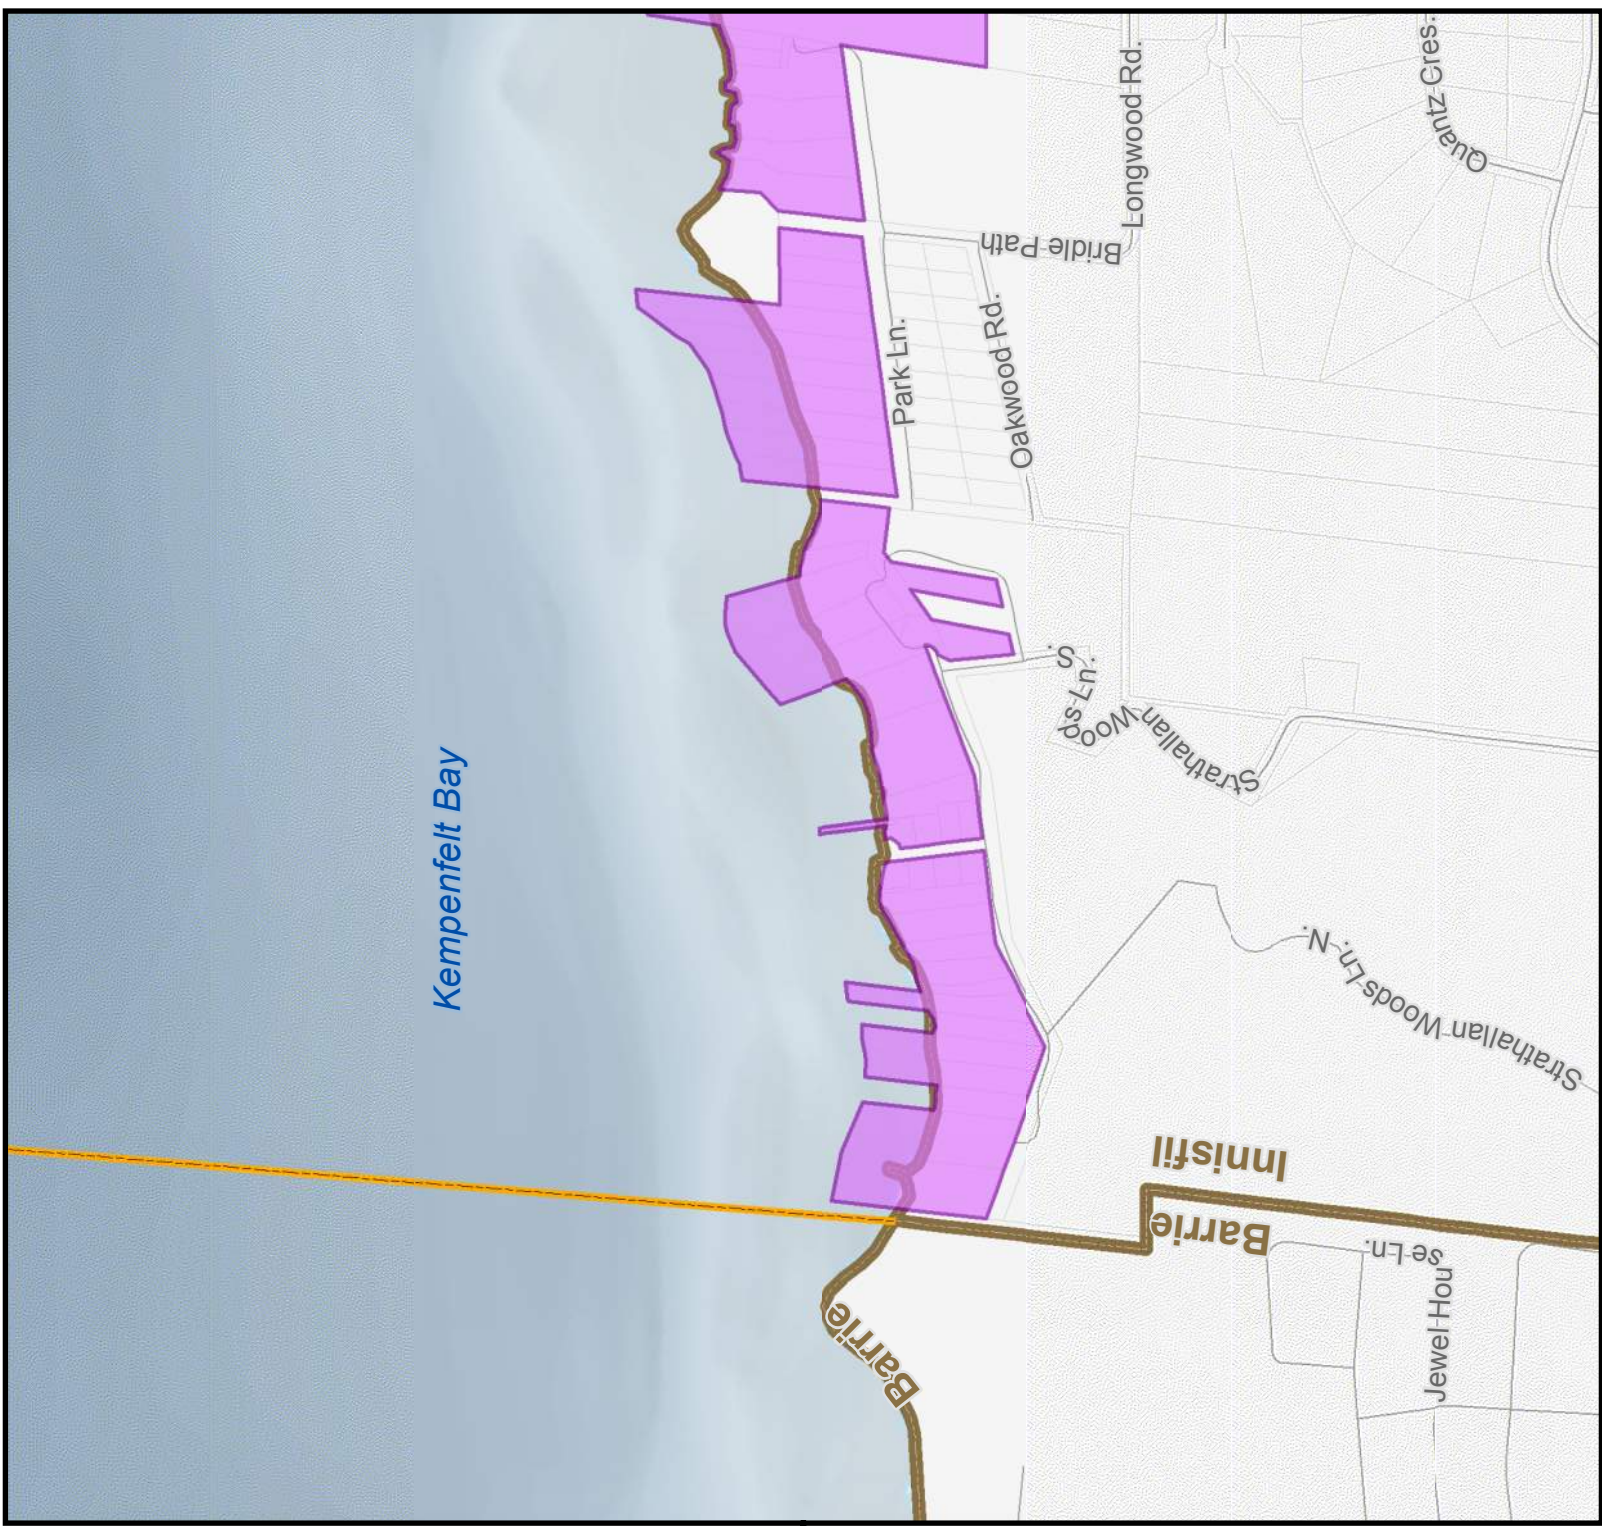 Longwood Rd.
Quantz Cres.
Bridle Path
Park Ln.
Oakwood Rd.
Strathallan Woods Ln. S.
Kempenfelt Bay
Strathallan Woods Ln. N.
Innisfil
Barrie
Jewel House Ln.
Barrie